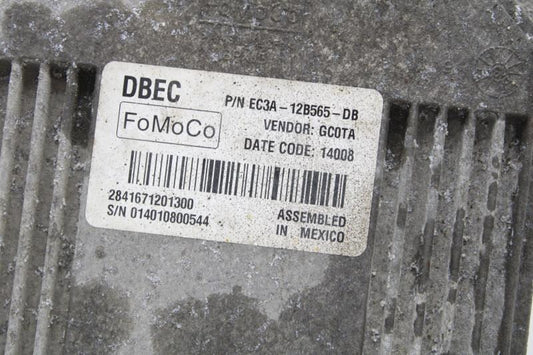 DBEC
P/N EC3A-12B565-DB
FoMoCo
VENDOR: GC0TA
DATE CODE: 14008
2841671201300
S/N 014010800544
ASSEMBLED
IN MEXICO